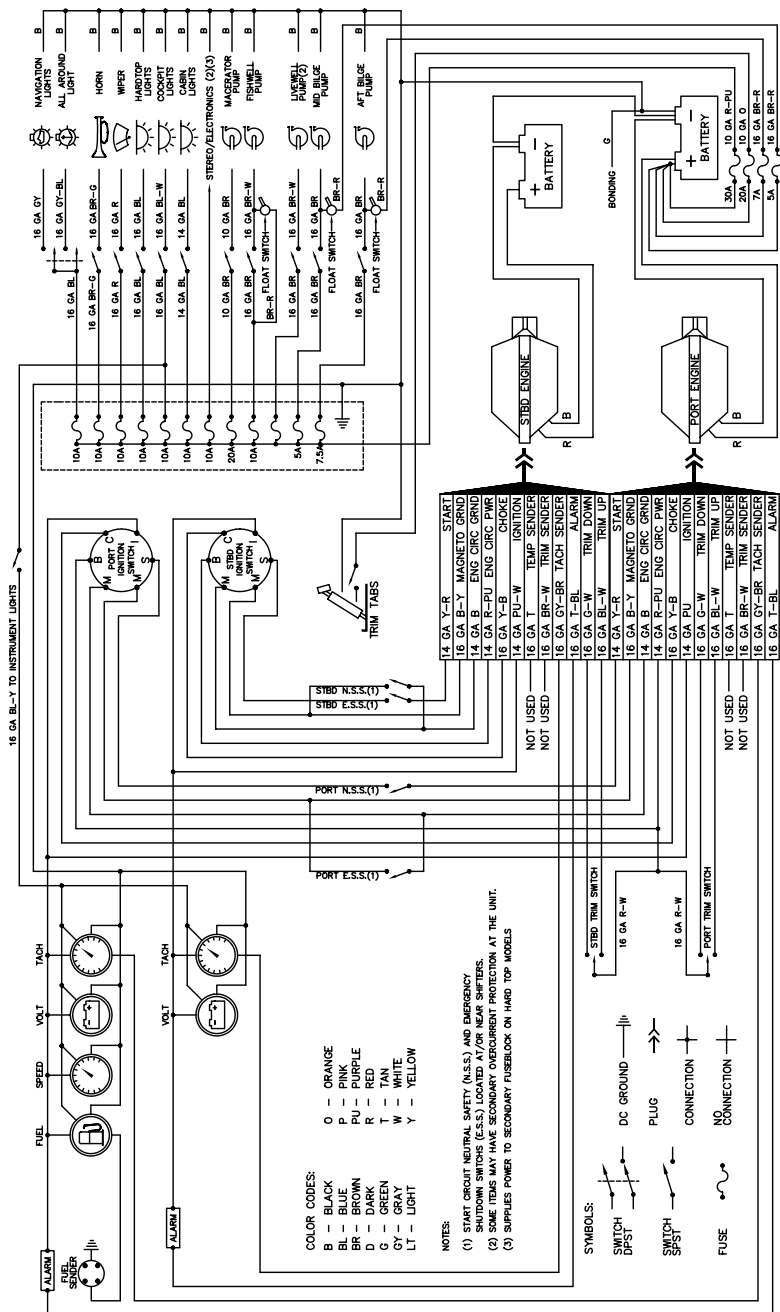 NAVIGATION LIGHTS
ALL AROUND LIGHT
HORN
WIPER
HARDTOP LIGHTS
COCKPIT LIGHTS
CABIN LIGHTS
STEREO/ELECTRONICS (2)(3)
MACERATOR PUMP
FISHWELL PUMP
LIVEWELL PUMP(2)
MID BILGE PUMP
AFT BILGE PUMP
B
B
B
B
B
B
B
B
B
B
B
B
16 GA GY
16 GA GY-BL
16 GA BR-G
16 GA R
16 GA BL
16 GA BL-W
14 GA BL
10 GA BR
16 GA BR-W
16 GA BR-W
16 GA BR
16 GA BR
16 GA BL
16 GA BR-G
16 GA R
16 GA BL
16 GA BL
14 GA BL
10 GA BR
16 GA BR
16 GA BR
16 GA BR
16 GA BR
FLOAT SWITCH
FLOAT SWITCH
FLOAT SWITCH
BR-R
BR-R
BR-R
10A
10A
10A
10A
10A
10A
10A
20A
10A
5A
7.5A
BATTERY
BONDING G
BATTERY
30A 10 GA R-PU
20A 10 GA O
7A 16 GA BR-R
5A 16 GA BR-R
STBD ENGINE
R B
PORT ENGINE
R B
16 GA BL-Y TO INSTRUMENT LIGHTS
PORT IGNITION SWITCH
B C I S M M
STBD IGNITION SWITCH
B C I S M M
TRIM TABS
STBD N.S.S.(1)
STBD E.S.S.(1)
PORT N.S.S.(1)
PORT E.S.S.(1)
14 GA Y-R START
16 GA B-Y MAGNETO GRND
14 GA B ENG CIRC GRND
14 GA R-PU ENG CIRC PWR
16 GA Y-B CHOKE
14 GA PU-W IGNITION
16 GA T TEMP SENDER
16 GA BR-W TRIM SENDER
16 GA GY-BR TACH SENDER
16 GA T-BL ALARM
16 GA G-W TRIM DOWN
16 GA BL-W TRIM UP
14 GA Y-R START
16 GA B-Y MAGNETO GRND
14 GA B ENG CIRC GRND
14 GA R-PU ENG CIRC PWR
16 GA Y-B CHOKE
14 GA PU IGNITION
16 GA G-W TRIM DOWN
16 GA BL-W TRIM UP
16 GA T TEMP SENDER
16 GA BR-W TRIM SENDER
16 GA GY-BR TACH SENDER
16 GA T-BL ALARM
NOT USED
NOT USED
NOT USED
NOT USED
STBD TRIM SWITCH
16 GA R-W
16 GA R-W
PORT TRIM SWITCH
FUEL
SPEED
VOLT
TACH
VOLT
TACH
ALARM
FUEL SENDER
ALARM
COLOR CODES:
B – BLACK
BL – BLUE
BR – BROWN
D – DARK
G – GREEN
GY – GRAY
LT – LIGHT
O – ORANGE
P – PINK
PU – PURPLE
R – RED
T – TAN
W – WHITE
Y – YELLOW
NOTES:
(1) START CIRCUIT NEUTRAL SAFETY (N.S.S.) AND EMERGENCY
SHUTDOWN SWITCHS (E.S.S.) LOCATED AT/OR NEAR SHIFTERS.
(2) SOME ITEMS MAY HAVE SECONDARY OVERCURRENT PROTECTION AT THE UNIT.
(3) SUPPLIES POWER TO SECONDARY FUSEBLOCK ON HARD TOP MODELS
SYMBOLS:
SWITCH DPST
SWITCH SPST
FUSE
DC GROUND
PLUG
CONNECTION
NO CONNECTION